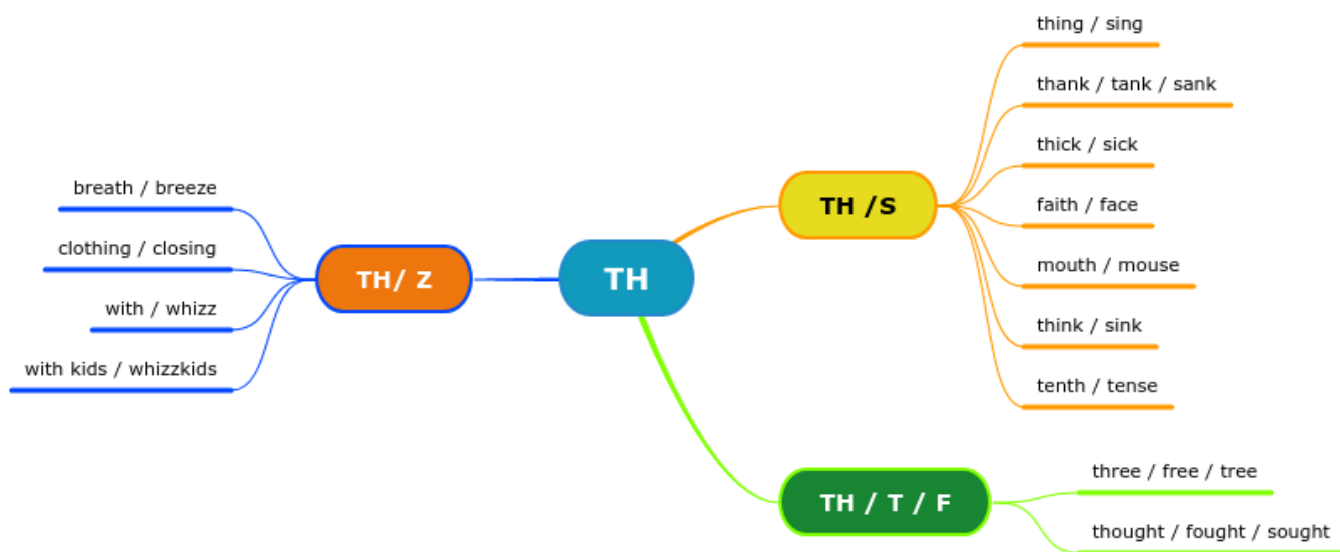 TH
TH /S
thing / sing
thank / tank / sank
thick / sick
faith / face
mouth / mouse
think / sink
tenth / tense
TH / T / F
three / free / tree
thought / fought / sought
TH/ Z
breath / breeze
clothing / closing
with / whizz
with kids / whizzkids